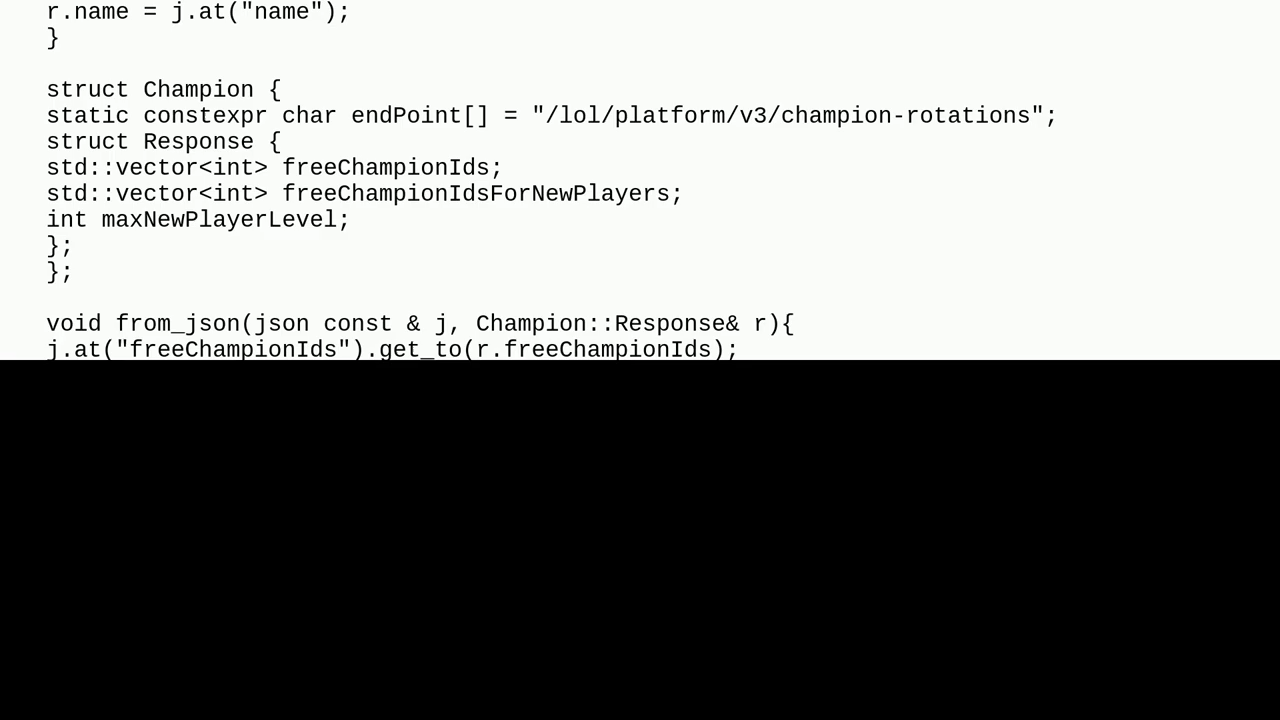 r.name = j.at("name");
}
struct Champion {
static constexpr char endPoint[] = "/lol/platform/v3/champion-rotations";
struct Response {
std::vector<int> freeChampionIds;
std::vector<int> freeChampionIdsForNewPlayers;
int maxNewPlayerLevel;
};
};
void from_json(json const & j, Champion::Response& r){
j.at("freeChampionIds").get_to(r.freeChampionIds);